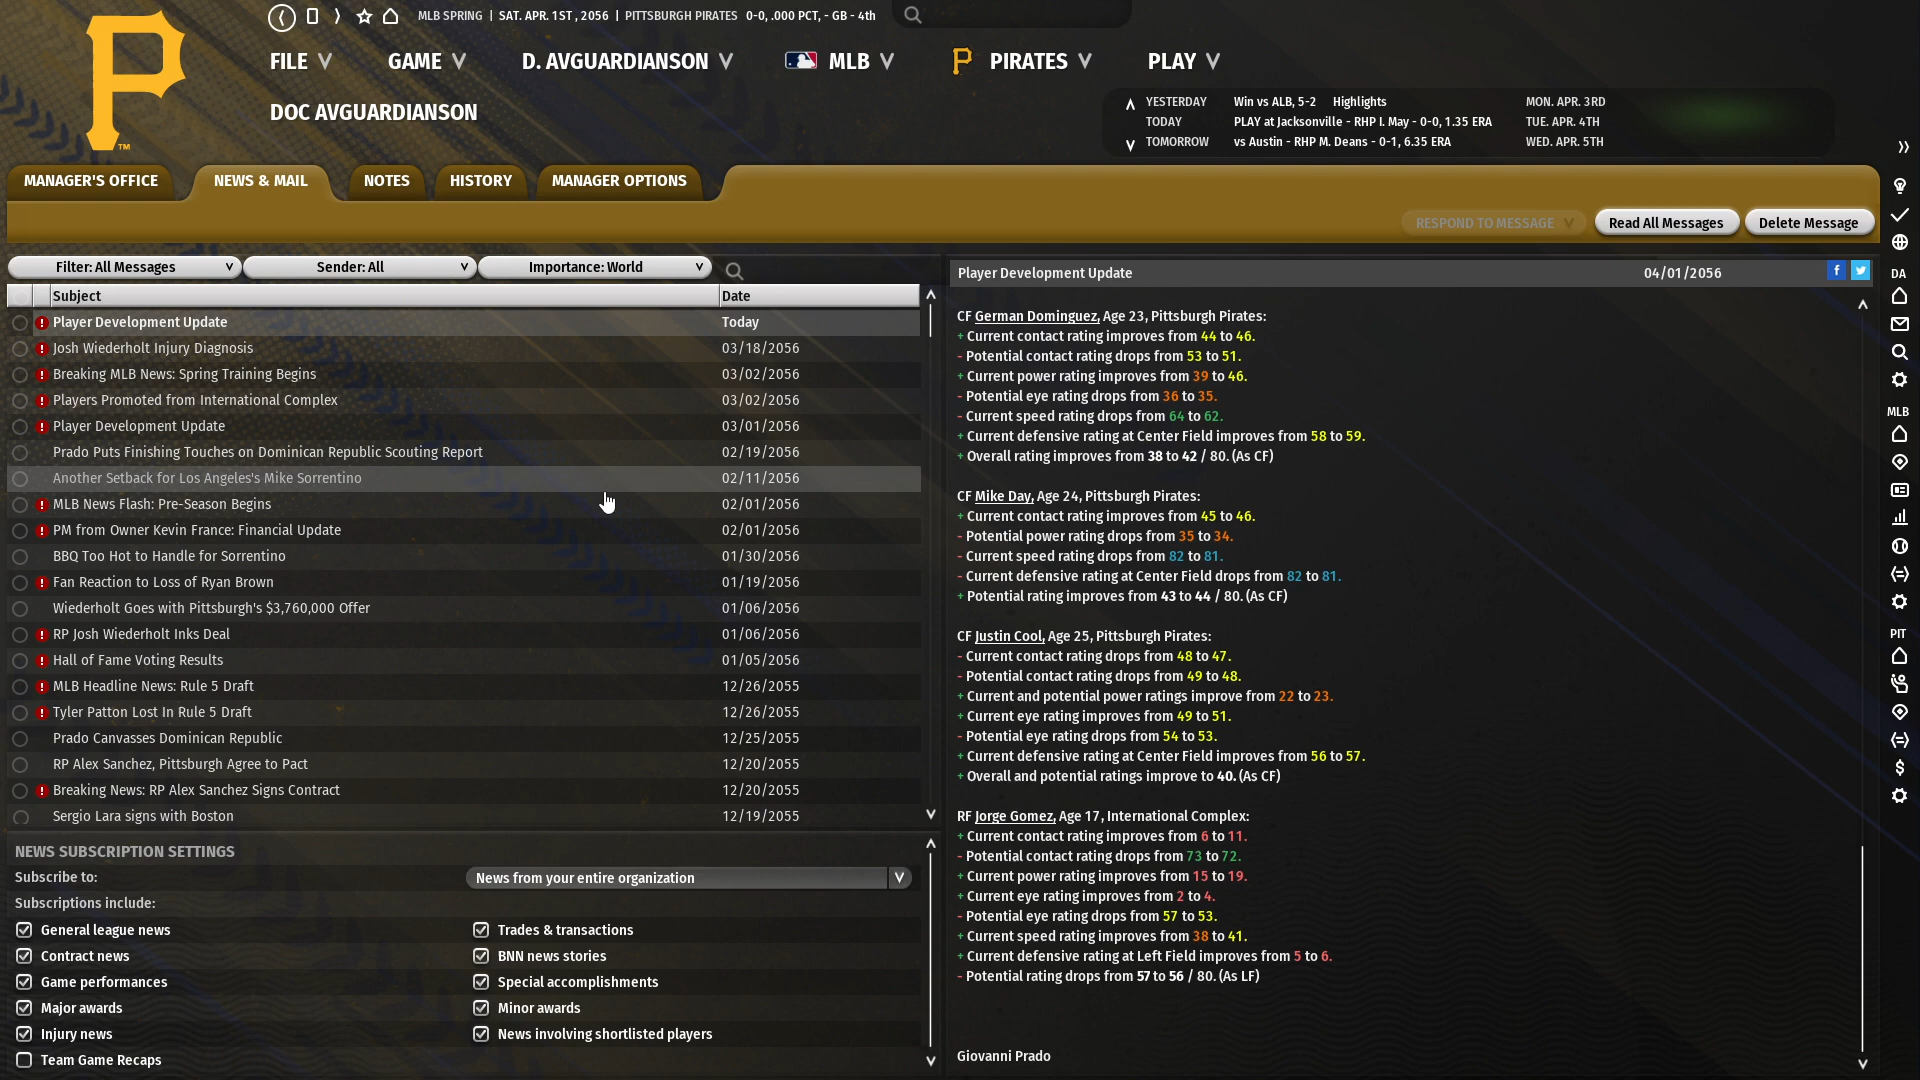 MLB SPRING | SAT. APR. 1ST , 2056 | PITTSBURGH PIRATES 0-0, .000 PCT, - GB - 4th
FILE GAME D. AVGUARDIANSON MLB PIRATES PLAY
DOC AVGUARDIANSON
YESTERDAY Win vs ALB, 5-2 Highlights MON. APR. 3RD
TODAY PLAY at Jacksonville - RHP I. May - 0-0, 1.35 ERA TUE. APR. 4TH
TOMORROW vs Austin - RHP M. Deans - 0-1, 6.35 ERA WED. APR. 5TH
P
TM
MANAGER'S OFFICE NEWS & MAIL NOTES HISTORY MANAGER OPTIONS
RESPOND TO MESSAGE Read All Messages Delete Message
Filter: All Messages Sender: All Importance: World
Subject Date
Player Development Update Today
Josh Wiederholt Injury Diagnosis 03/18/2056
Breaking MLB News: Spring Training Begins 03/02/2056
Players Promoted from International Complex 03/02/2056
Player Development Update 03/01/2056
Prado Puts Finishing Touches on Dominican Republic Scouting Report 02/19/2056
Another Setback for Los Angeles's Mike Sorrentino 02/11/2056
MLB News Flash: Pre-Season Begins 02/01/2056
PM from Owner Kevin France: Financial Update 02/01/2056
BBQ Too Hot to Handle for Sorrentino 01/30/2056
Fan Reaction to Loss of Ryan Brown 01/19/2056
Wiederholt Goes with Pittsburgh's $3,760,000 Offer 01/06/2056
RP Josh Wiederholt Inks Deal 01/06/2056
Hall of Fame Voting Results 01/05/2056
MLB Headline News: Rule 5 Draft 12/26/2055
Tyler Patton Lost In Rule 5 Draft 12/26/2055
Prado Canvasses Dominican Republic 12/25/2055
RP Alex Sanchez, Pittsburgh Agree to Pact 12/20/2055
Breaking News: RP Alex Sanchez Signs Contract 12/20/2055
Sergio Lara signs with Boston 12/19/2055
NEWS SUBSCRIPTION SETTINGS
Subscribe to: News from your entire organization
Subscriptions include:
General league news Trades & transactions
Contract news BNN news stories
Game performances Special accomplishments
Major awards Minor awards
Injury news News involving shortlisted players
Team Game Recaps
Player Development Update 04/01/2056
CF German Dominguez, Age 23, Pittsburgh Pirates:
+ Current contact rating improves from 44 to 46.
- Potential contact rating drops from 53 to 51.
+ Current power rating improves from 39 to 46.
- Potential eye rating drops from 36 to 35.
- Current speed rating drops from 64 to 62.
+ Current defensive rating at Center Field improves from 58 to 59.
+ Overall rating improves from 38 to 42 / 80. (As CF)
CF Mike Day, Age 24, Pittsburgh Pirates:
+ Current contact rating improves from 45 to 46.
- Potential power rating drops from 35 to 34.
- Current speed rating drops from 82 to 81.
- Current defensive rating at Center Field drops from 82 to 81.
+ Potential rating improves from 43 to 44 / 80. (As CF)
CF Justin Cool, Age 25, Pittsburgh Pirates:
- Current contact rating drops from 48 to 47.
- Potential contact rating drops from 49 to 48.
+ Current and potential power ratings improve from 22 to 23.
+ Current eye rating improves from 49 to 51.
- Potential eye rating drops from 54 to 53.
+ Current defensive rating at Center Field improves from 56 to 57.
+ Overall and potential ratings improve to 40. (As CF)
RF Jorge Gomez, Age 17, International Complex:
+ Current contact rating improves from 6 to 11.
- Potential contact rating drops from 73 to 72.
+ Current power rating improves from 15 to 19.
+ Current eye rating improves from 2 to 4.
- Potential eye rating drops from 57 to 53.
+ Current speed rating improves from 38 to 41.
+ Current defensive rating at Left Field improves from 5 to 6.
- Potential rating drops from 57 to 56 / 80. (As LF)
Giovanni Prado
DA
MLB
PIT